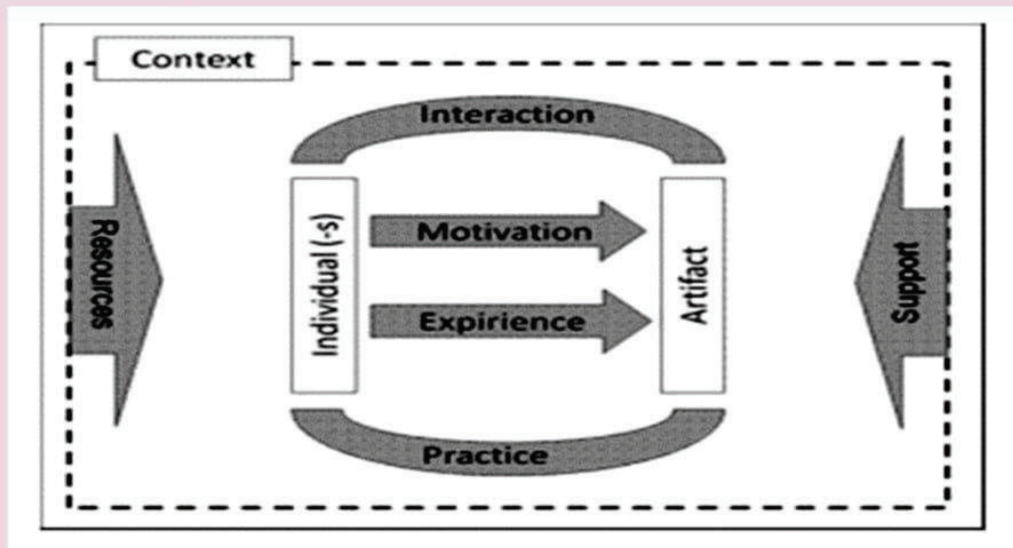 Context
Interaction
Resources
Individual (-s)
Motivation
Expirience
Artifact
Support
Practice